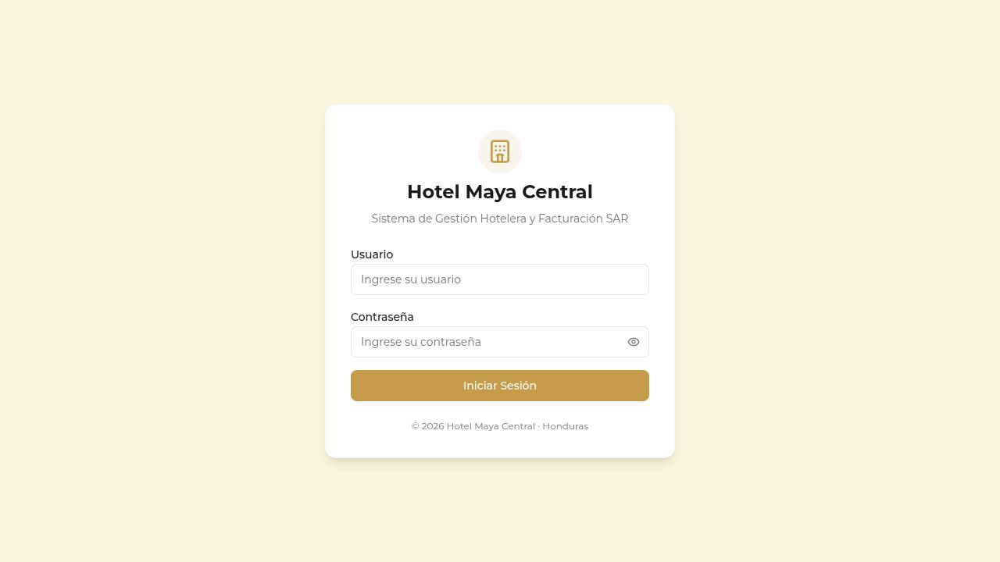 Hotel Maya Central
Sistema de Gestión Hotelera y Facturación SAR
Usuario
Ingrese su usuario
Contraseña
Ingrese su contraseña
Iniciar Sesión
© 2026 Hotel Maya Central · Honduras